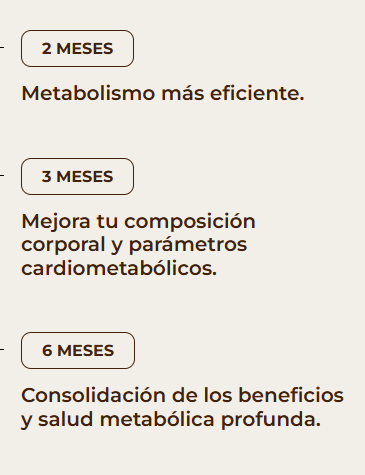 2 MESES
Metabolismo más eficiente.
3 MESES
Mejora tu composición
corporal y parámetros
cardiometabólicos.
6 MESES
Consolidación de los beneficios
y salud metabólica profunda.